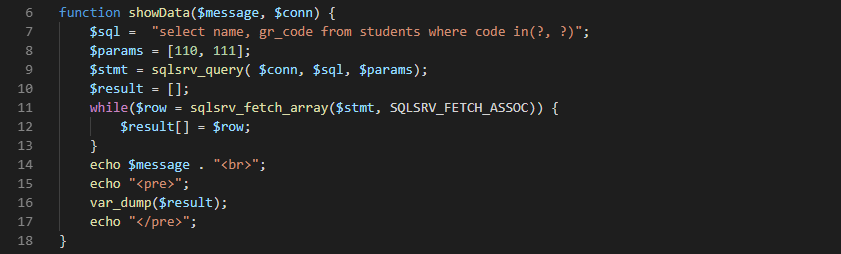 6 function showData($message, $conn) {
7 $sql =  "select name, gr_code from students where code in(?, ?)";
8 $params = [110, 111];
9 $stmt = sqlsrv_query( $conn, $sql, $params);
10 $result = [];
11 while($row = sqlsrv_fetch_array($stmt, SQLSRV_FETCH_ASSOC)) {
12 $result[] = $row;
13 }
14 echo $message . "<br>";
15 echo "<pre>";
16 var_dump($result);
17 echo "</pre>";
18 }